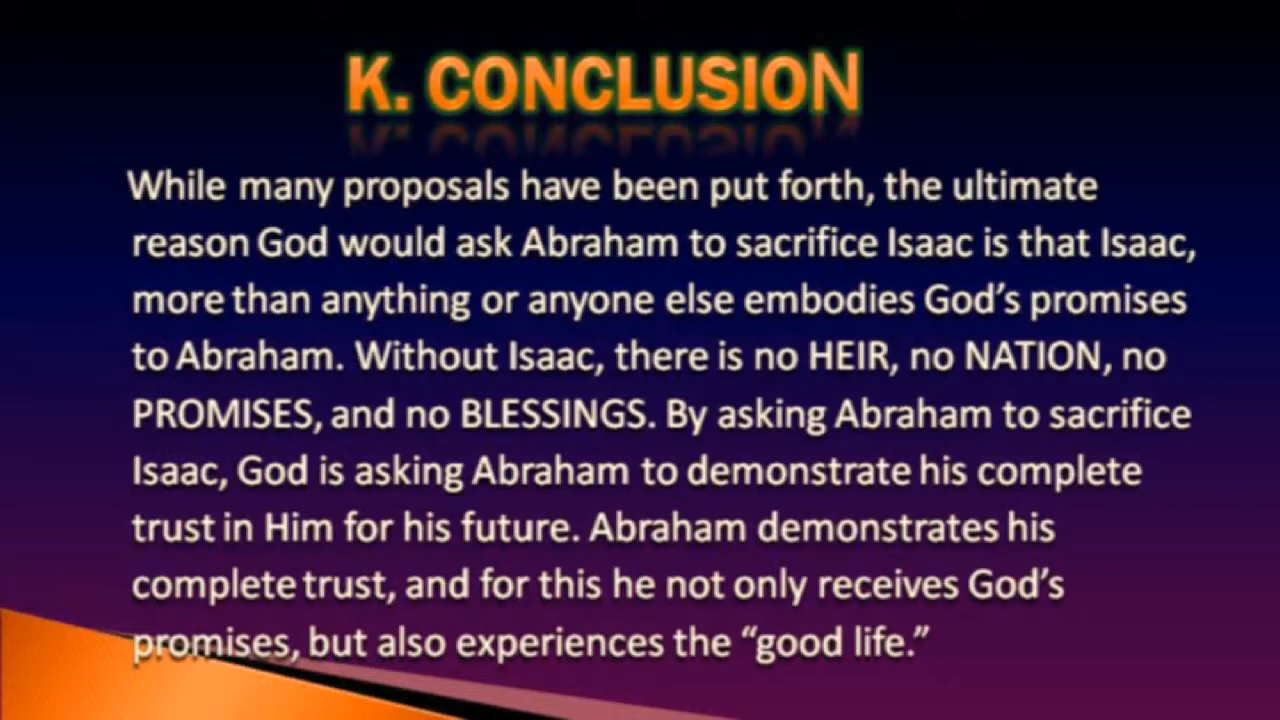 K. CONCLUSION
While many proposals have been put forth, the ultimate
reason God would ask Abraham to sacrifice Isaac is that Isaac,
more than anything or anyone else embodies God’s promises
to Abraham. Without Isaac, there is no HEIR, no NATION, no
PROMISES, and no BLESSINGS. By asking Abraham to sacrifice
Isaac, God is asking Abraham to demonstrate his complete
trust in Him for his future. Abraham demonstrates his
complete trust, and for this he not only receives God’s
promises, but also experiences the “good life.”